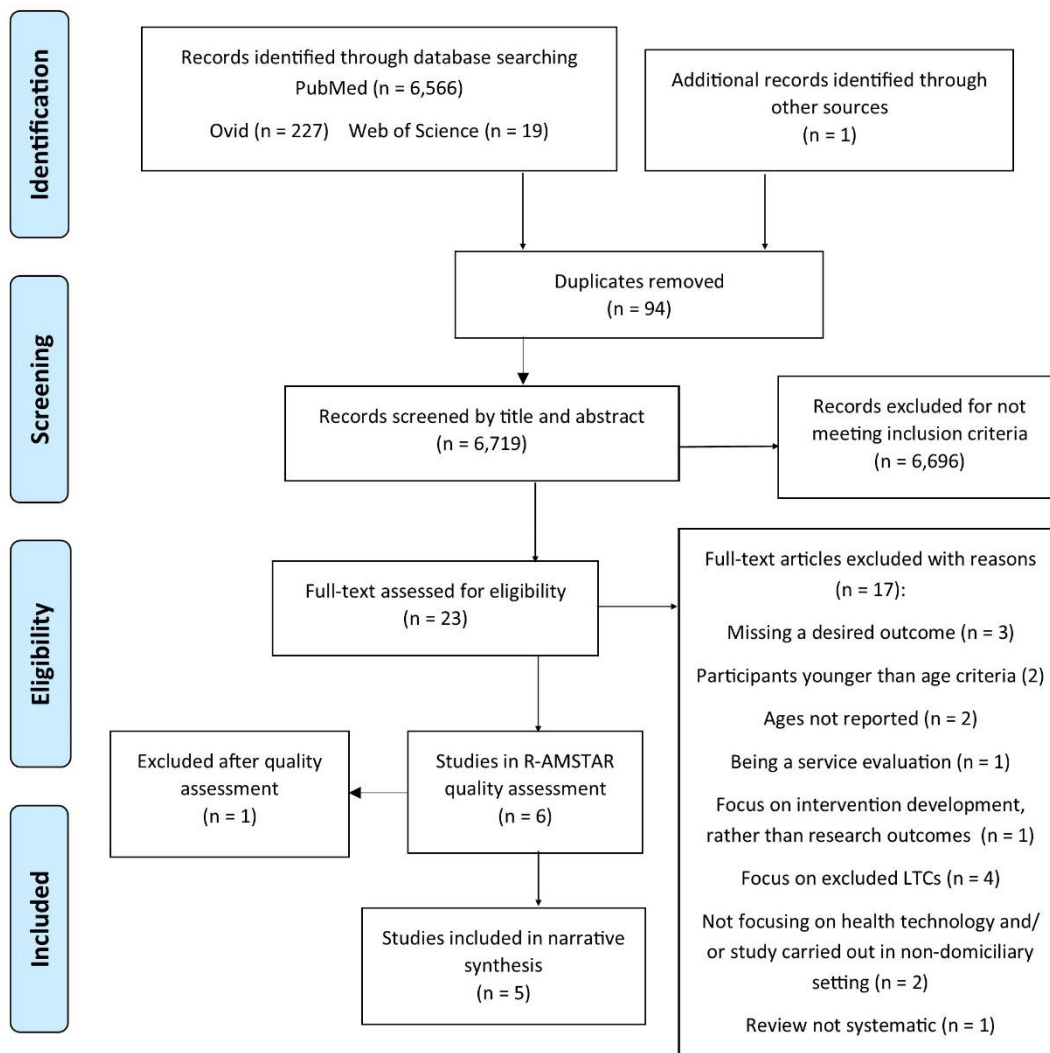 Identification
Records identified through database searching
PubMed (n = 6,566)
Ovid (n = 227) Web of Science (n = 19)
Additional records identified through
other sources
(n = 1)
Duplicates removed
(n = 94)
Screening
Records screened by title and abstract
(n = 6,719)
Records excluded for not
meeting inclusion criteria
(n = 6,696)
Eligibility
Full-text assessed for eligibility
(n = 23)
Full-text articles excluded with reasons
(n = 17):
Missing a desired outcome (n = 3)
Participants younger than age criteria (2)
Ages not reported (n = 2)
Being a service evaluation (n = 1)
Focus on intervention development,
rather than research outcomes (n = 1)
Focus on excluded LTCs (n = 4)
Not focusing on health technology and/
or study carried out in non-domiciliary
setting (n = 2)
Review not systematic (n = 1)
Excluded after quality
assessment
(n = 1)
Studies in R-AMSTAR
quality assessment
(n = 6)
Included
Studies included in narrative
synthesis
(n = 5)